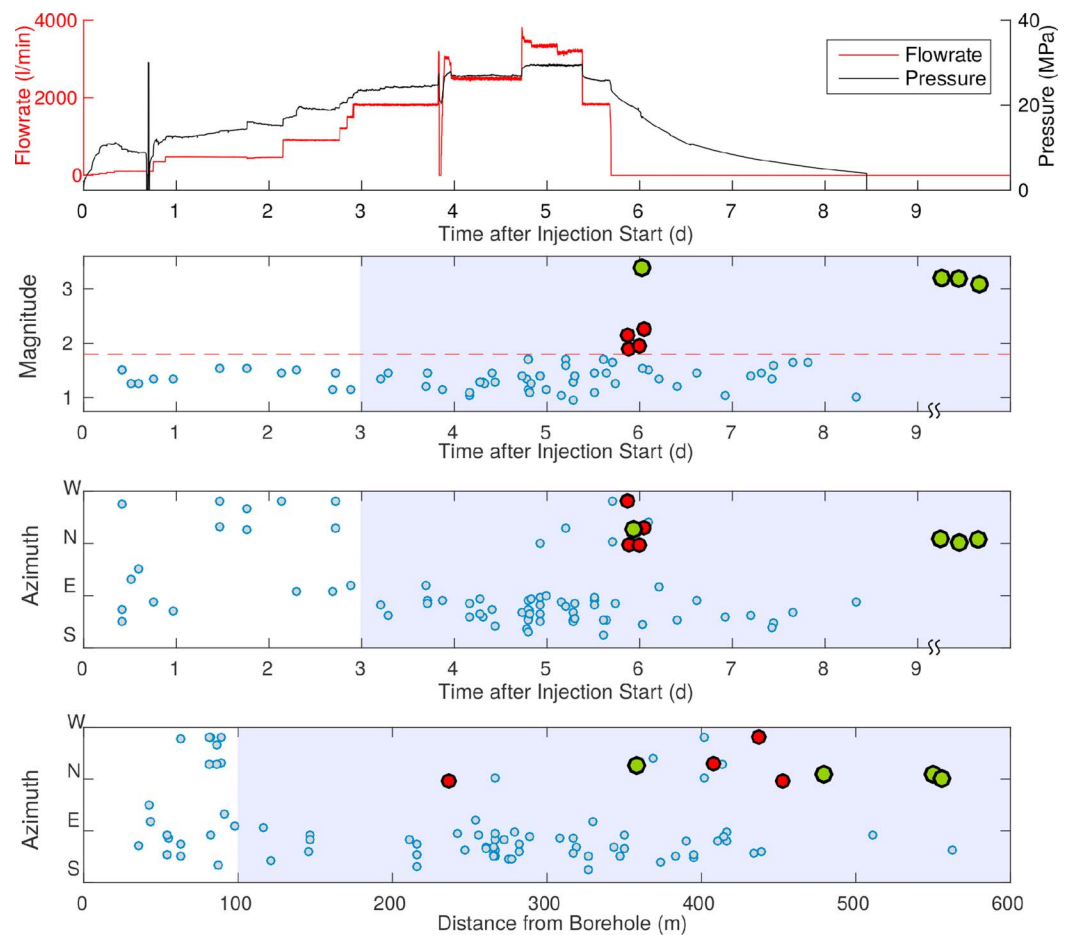 4000
2000
0
Flowrate (l/min)
40
20
0
Pressure (MPa)
Flowrate
Pressure
0 1 2 3 4 5 6 7 8 9
Time after Injection Start (d)
Magnitude
3
2
1
0 1 2 3 4 5 6 7 8 9
Time after Injection Start (d)
Azimuth
W
N
E
S
0 1 2 3 4 5 6 7 8 9
Time after Injection Start (d)
Azimuth
W
N
E
S
0 100 200 300 400 500 600
Distance from Borehole (m)